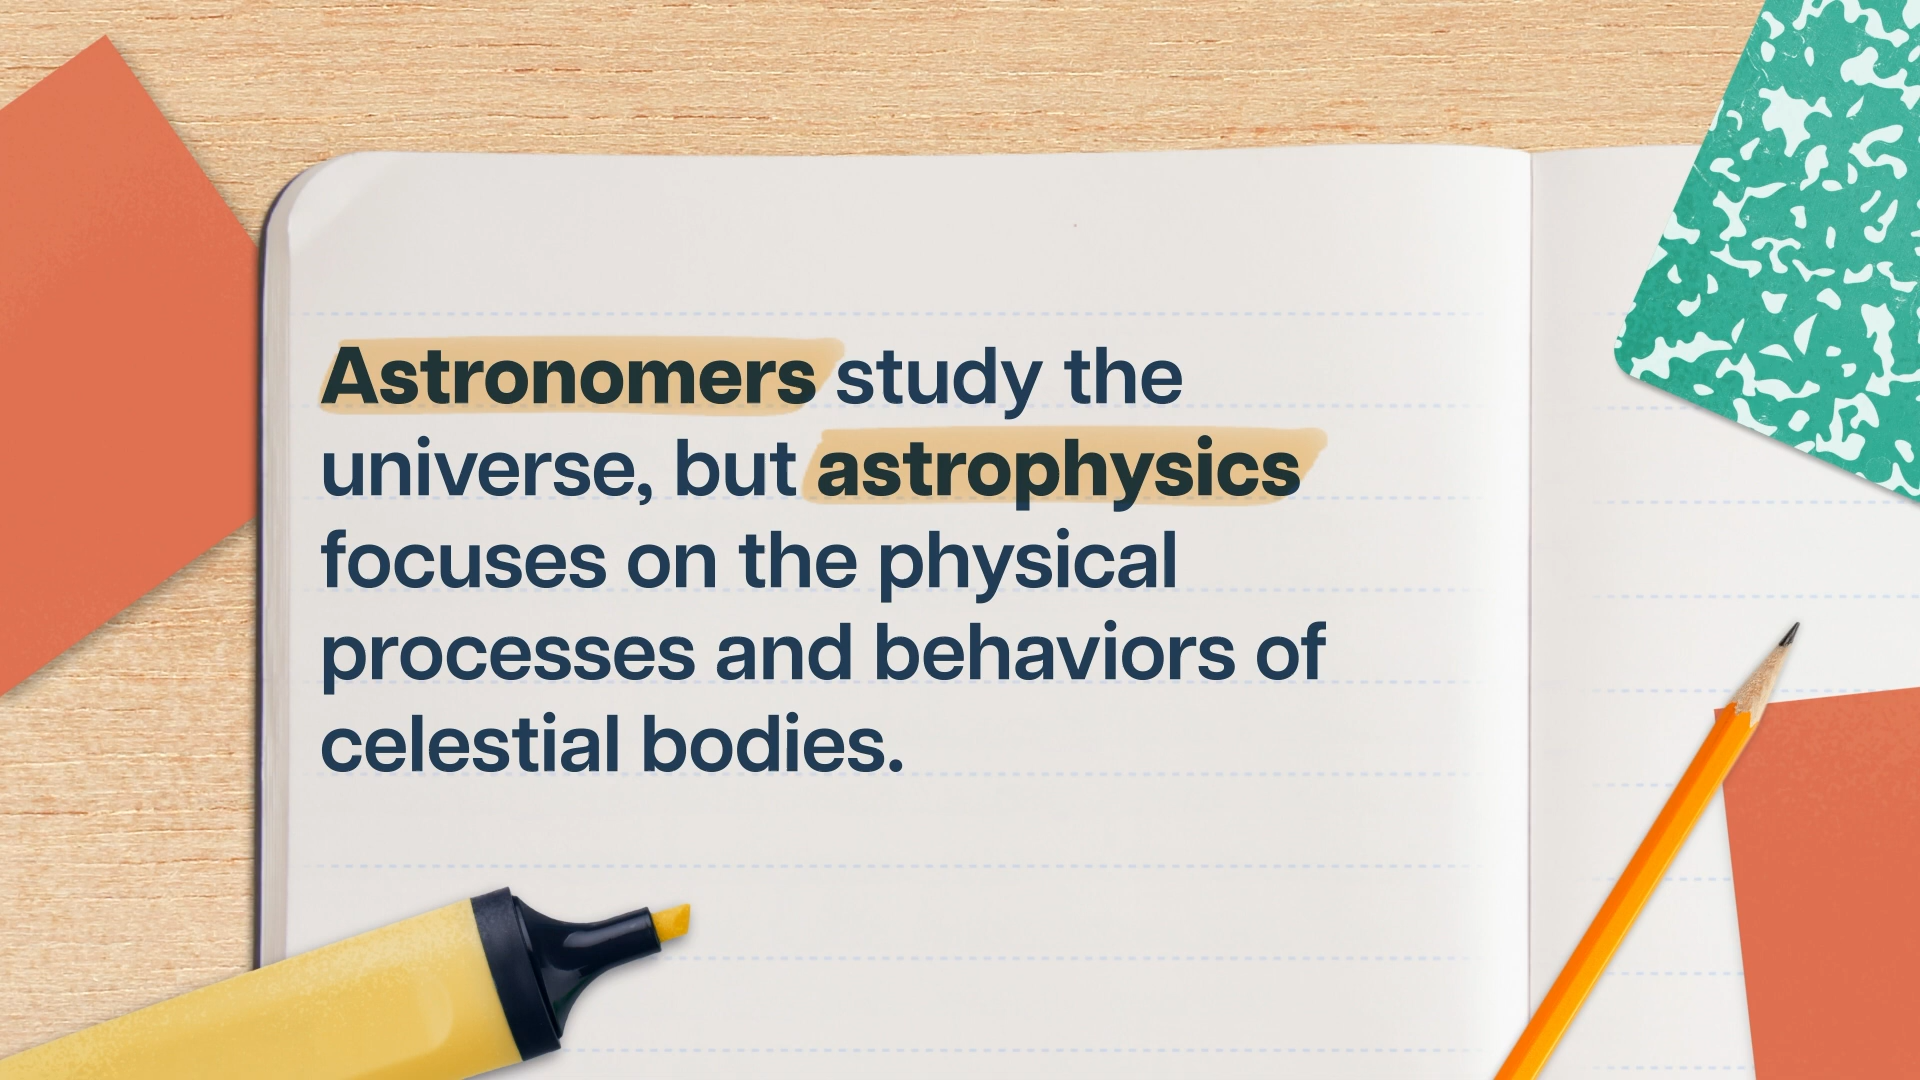 Astronomers study the
universe, but astrophysics
focuses on the physical
processes and behaviors of
celestial bodies.